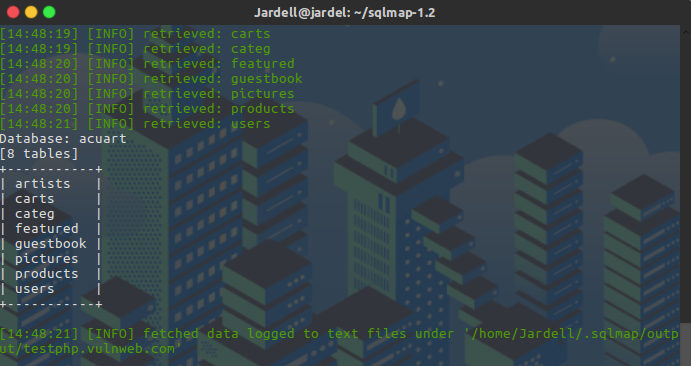 Jardell@jardel: ~/sqlmap-1.2
[14:48:19] [INFO] retrieved: carts
[14:48:19] [INFO] retrieved: categ
[14:48:20] [INFO] retrieved: featured
[14:48:20] [INFO] retrieved: guestbook
[14:48:20] [INFO] retrieved: pictures
[14:48:20] [INFO] retrieved: products
[14:48:21] [INFO] retrieved: users
Database: acuart
[8 tables]
+-----------+
| artists   |
| carts     |
| categ     |
| featured  |
| guestbook |
| pictures  |
| products  |
| users     |
+-----------+
[14:48:21] [INFO] fetched data logged to text files under '/home/Jardell/.sqlmap/outp
ut/testphp.vulnweb.com'